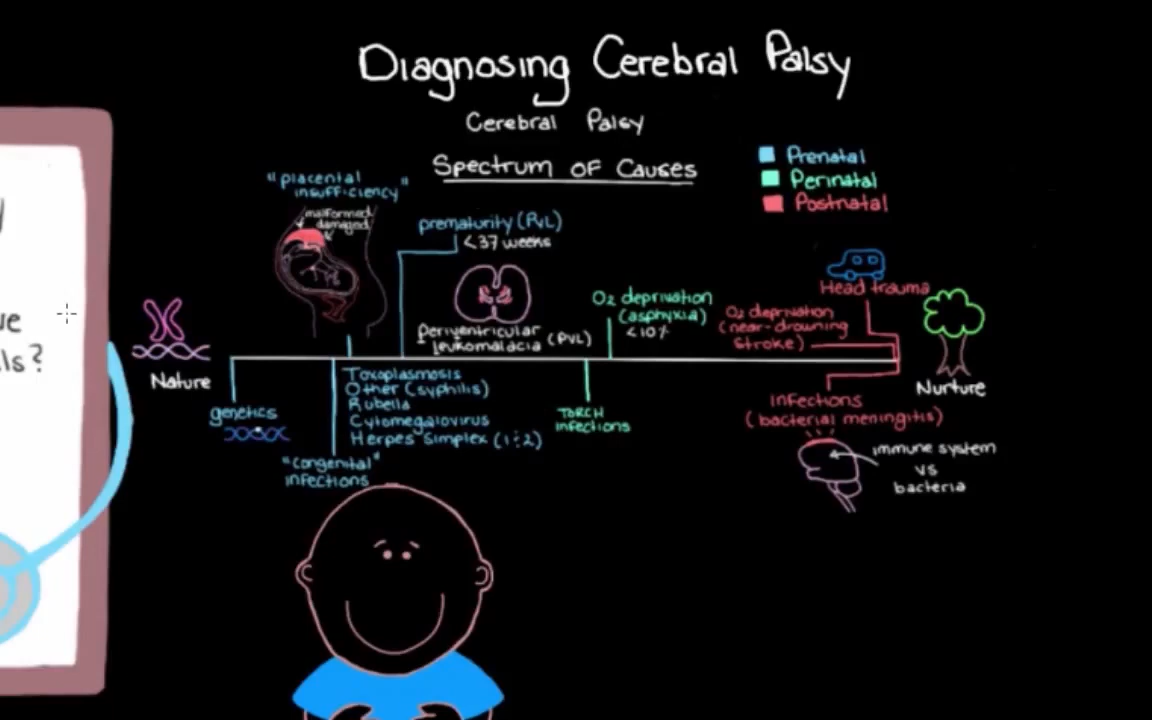 Diagnosing Cerebral Palsy
Cerebral Palsy
Spectrum of Causes
Prenatal
Perinatal
Postnatal
"placental
insufficiency"
malformed
damaged
prematurity (PVL)
<37 weeks
Periventricular
leukomalacia (PVL)
O2 deprivation
(asphyxia)
<10%
O2 deprivation
(near-drowning
stroke)
Head trauma
Nature
Nurture
genetics
Toxoplasmosis
Other (syphilis)
Rubella
Cytomegalovirus
Herpes Simplex (1÷2)
"congenital"
infections
TORCH
infections
infections
(bacterial meningitis)
immune system
vs
bacteria